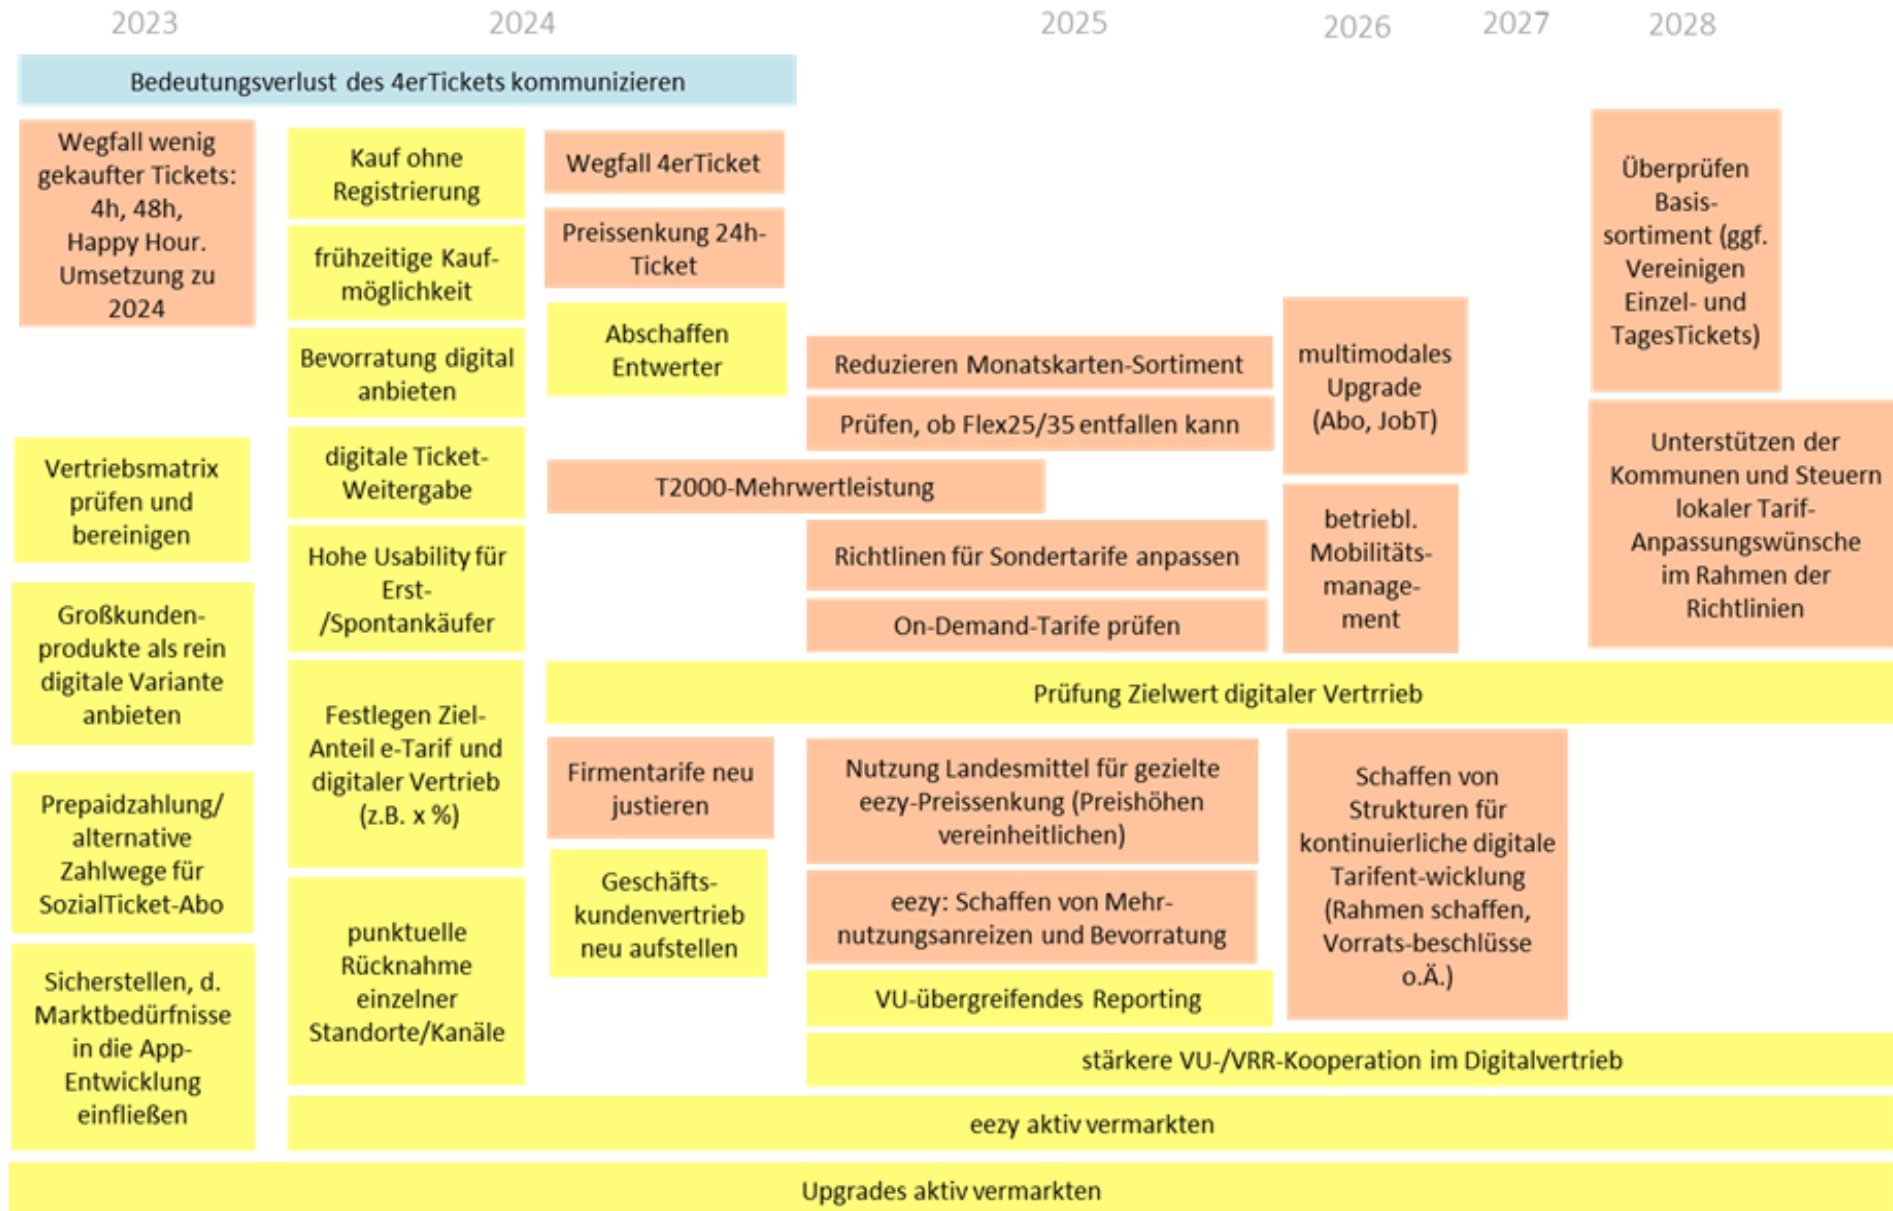 2023
2024
2025
2026
2027
2028
Bedeutungsverlust des 4erTickets kommunizieren
Wegfall wenig
gekaufter Tickets:
4h, 48h,
Happy Hour.
Umsetzung zu
2024
Vertriebsmatrix
prüfen und
bereinigen
Großkunden-
produkte als rein
digitale Variante
anbieten
Prepaidzahlung/
alternative
Zahlwege für
SozialTicket-Abo
Sicherstellen, d.
Marktbedürfnisse
in die App-
Entwicklung
einfließen
Kauf ohne
Registrierung
frühzeitige Kauf-
möglichkeit
Bevorratung digital
anbieten
digitale Ticket-
Weitergabe
Hohe Usability für
Erst-
/Spontankäufer
Festlegen Ziel-
Anteil e-Tarif und
digitaler Vertrieb
(z.B. x %)
punktuelle
Rücknahme
einzelner
Standorte/Kanäle
Wegfall 4erTicket
Preissenkung 24h-
Ticket
Abschaffen
Entwerter
T2000-Mehrwertleistung
Firmentarife neu
justieren
Geschäfts-
kundenvertrieb
neu aufstellen
Reduzieren Monatskarten-Sortiment
Prüfen, ob Flex25/35 entfallen kann
Richtlinen für Sondertarife anpassen
On-Demand-Tarife prüfen
Prüfung Zielwert digitaler Vertrrieb
Nutzung Landesmittel für gezielte
eezy-Preissenkung (Preishöhen
vereinheitlichen)
eezy: Schaffen von Mehr-
nutzungsanreizen und Bevorratung
VU-übergreifendes Reporting
multimodales
Upgrade
(Abo, JobT)
betriebl.
Mobilitäts-
manage-
ment
Schaffen von
Strukturen für
kontinuierliche digitale
Tarifent-wicklung
(Rahmen schaffen,
Vorrats-beschlüsse
o.Ä.)
Überprüfen
Basis-
sortiment (ggf.
Vereinigen
Einzel- und
TagesTickets)
Unterstützen der
Kommunen und Steuern
lokaler Tarif-
Anpassungswünsche
im Rahmen der
Richtlinien
stärkere VU-/VRR-Kooperation im Digitalvertrieb
eezy aktiv vermarkten
Upgrades aktiv vermarkten